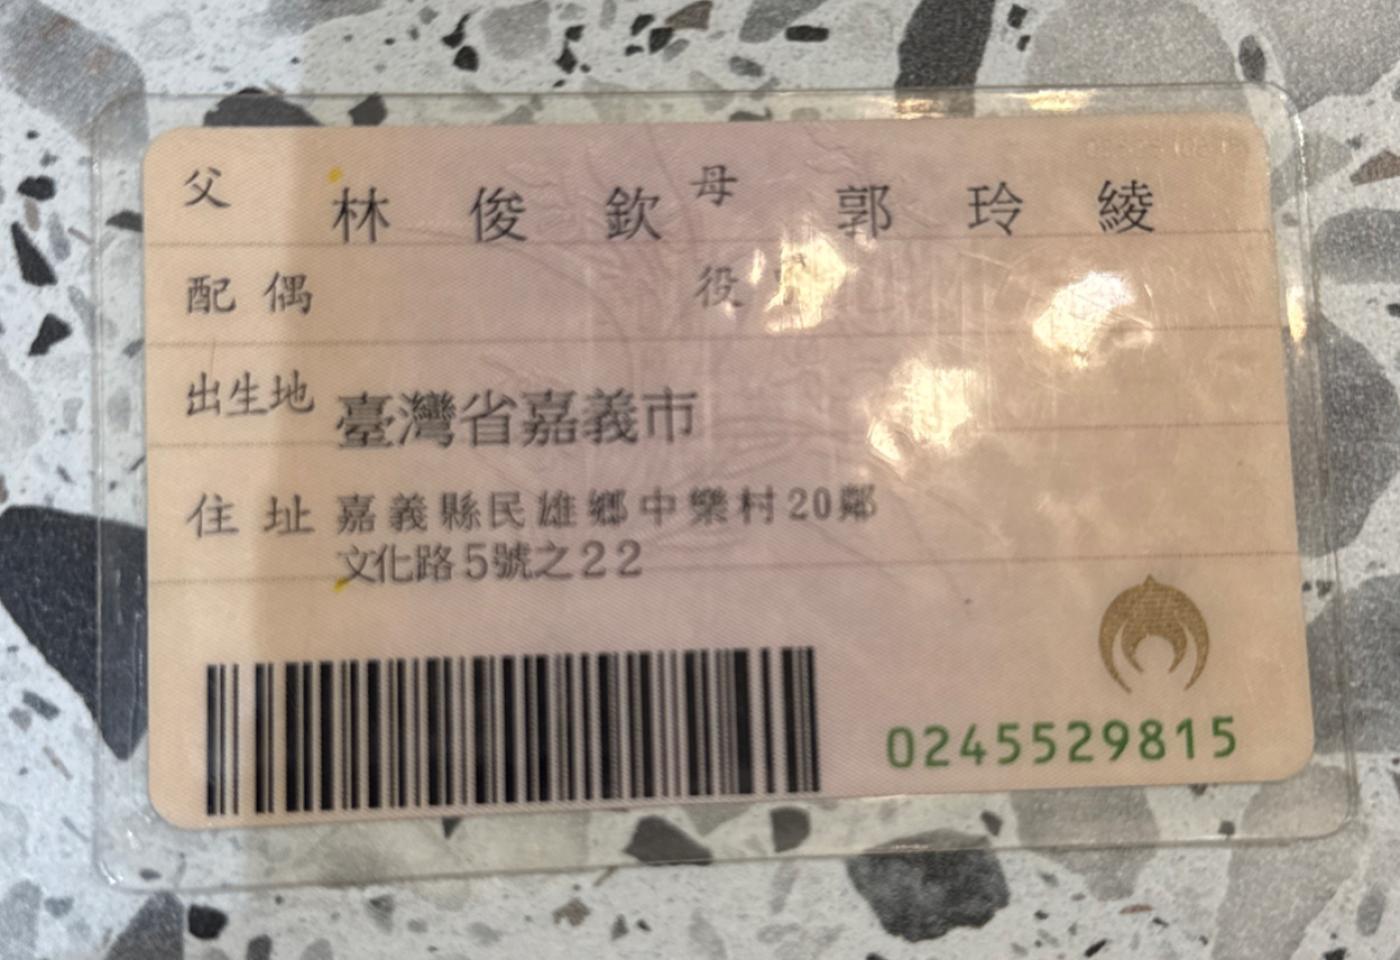 父 林俊欽 母 郭玲綾
配偶 役別
出生地 臺灣省嘉義市
住址 嘉義縣民雄鄉中樂村20鄰
文化路5號之22
0245529815